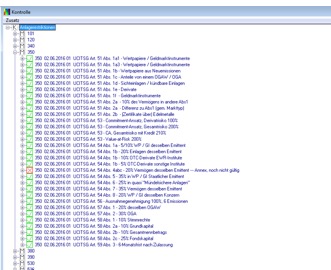 Kontrolle
Zusatz
Anlagerestriktionen
101
120
340
350
350 02.06.2016 01 UCITSG Art. 51 Abs. 1a - Wertpapiere / Geldmarktinstrumente
350 02.06.2016 01 UCITSG Art. 51 Abs. 1a3 - Wertpapiere / Geldmarktinstrumente
350 02.06.2016 01 UCITSG Art. 51 Abs. 1b - Wertpapiere aus Neuemissionen
350 02.06.2016 01 UCITSG Art. 51 Abs. 1c - Anteile von einem OGAW / OGA
350 02.06.2016 01 UCITSG Art. 51 Abs. 1d - Sichteinlagen / kündbare Einlagen
350 02.06.2016 01 UCITSG Art. 51 Abs. 1e - Derivate
350 02.06.2016 01 UCITSG Art. 51 Abs. 1f - Geldmarktinstrumente
350 02.06.2016 01 UCITSG Art. 51 Abs. 2a - 10% des Vermögens in andere Abs1
350 02.06.2016 01 UCITSG Art. 51 Abs. 2a - Differenz zu Abs1 (gem. Markttyp)
350 02.06.2016 01 UCITSG Art. 51 Abs. 2b - (Zertifikate über) Edelmetalle
350 02.06.2016 01 UCITSG Art. 53 - Commitment-Ansatz, Derivatrisiko 100%
350 02.06.2016 01 UCITSG Art. 53 - Commitment-Ansatz, Gesamtrisiko 200%
350 02.06.2016 01 UCITSG Art. 53 - CA, Gesamtrisiko mit Kredit 210%
350 02.06.2016 01 UCITSG Art. 53 - Value-at-Risk 200%
350 02.06.2016 01 UCITSG Art. 54 Abs. 1a - 5/10% WP / GI desselben Emittent
350 02.06.2016 01 UCITSG Art. 54 Abs. 1b - 20% Einlagen desselben Emittent
350 02.06.2016 01 UCITSG Art. 54 Abs. 1b - 10% OTC-Derivate EWR-Institute
350 02.06.2016 01 UCITSG Art. 54 Abs. 1b - 5% OTC-Derivate sonstige Institute
350 02.06.2016 01 UCITSG Art. 54 Abs. 4abc - 20% Vermögen desselben Emittent --- Annex, noch nicht gültig
350 02.06.2016 01 UCITSG Art. 54 Abs. 5 - 35% in WP / GI Staatlicher Emittent
350 02.06.2016 01 UCITSG Art. 54 Abs. 6 - 25% in quasi "Mündelsichere Anlagen"
350 02.06.2016 01 UCITSG Art. 54 Abs. 7 - 35% Vermögen desselben Emittent
350 02.06.2016 01 UCITSG Art. 54 Abs. 8 - 20% WP / GI desselben Konzern
350 02.06.2016 01 UCITSG Art. 56 - Ausnahmegenehmigung 100%; 6 Emissionen
350 02.06.2016 01 UCITSG Art. 57 Abs. 1 - 20% desselben OGAW
350 02.06.2016 01 UCITSG Art. 57 Abs. 2 - 30% OGA
350 02.06.2016 01 UCITSG Art. 58 Abs. 1 - 10% Stimmrechte
350 02.06.2016 01 UCITSG Art. 58 Abs. 2a - 10% Grundkapital
350 02.06.2016 01 UCITSG Art. 58 Abs. 2b - 10% Gesamtnennbetrags
350 02.06.2016 01 UCITSG Art. 58 Abs. 2c - 25% Fondskapital
350 02.06.2016 01 UCITSG Art. 59 Abs. 3 - 6 Monatsfrist nach Zulassung
380
390
530